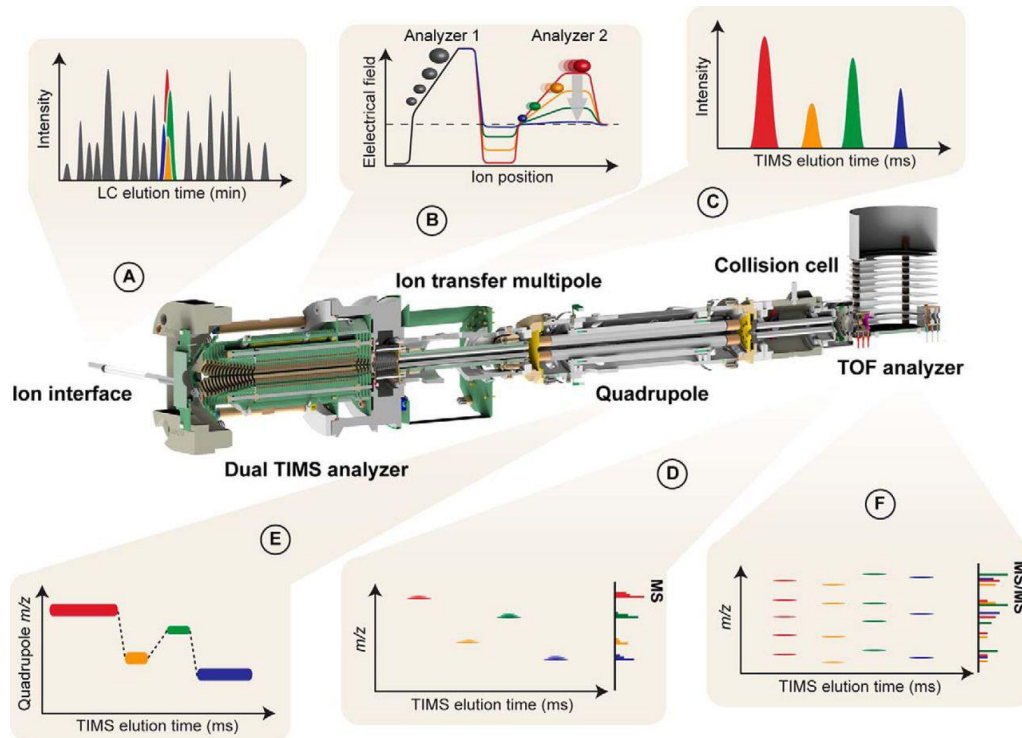 Intensity
LC elution time (min)
A
Analyzer 1
Analyzer 2
Elelectrical field
Ion position
B
Intensity
TIMS elution time (ms)
C
Ion interface
Dual TIMS analyzer
Ion transfer multipole
Quadrupole
Collision cell
TOF analyzer
D
E
F
Quadrupole m/z
TIMS elution time (ms)
m/z
TIMS elution time (ms)
MS
m/z
TIMS elution time (ms)
MS/MS